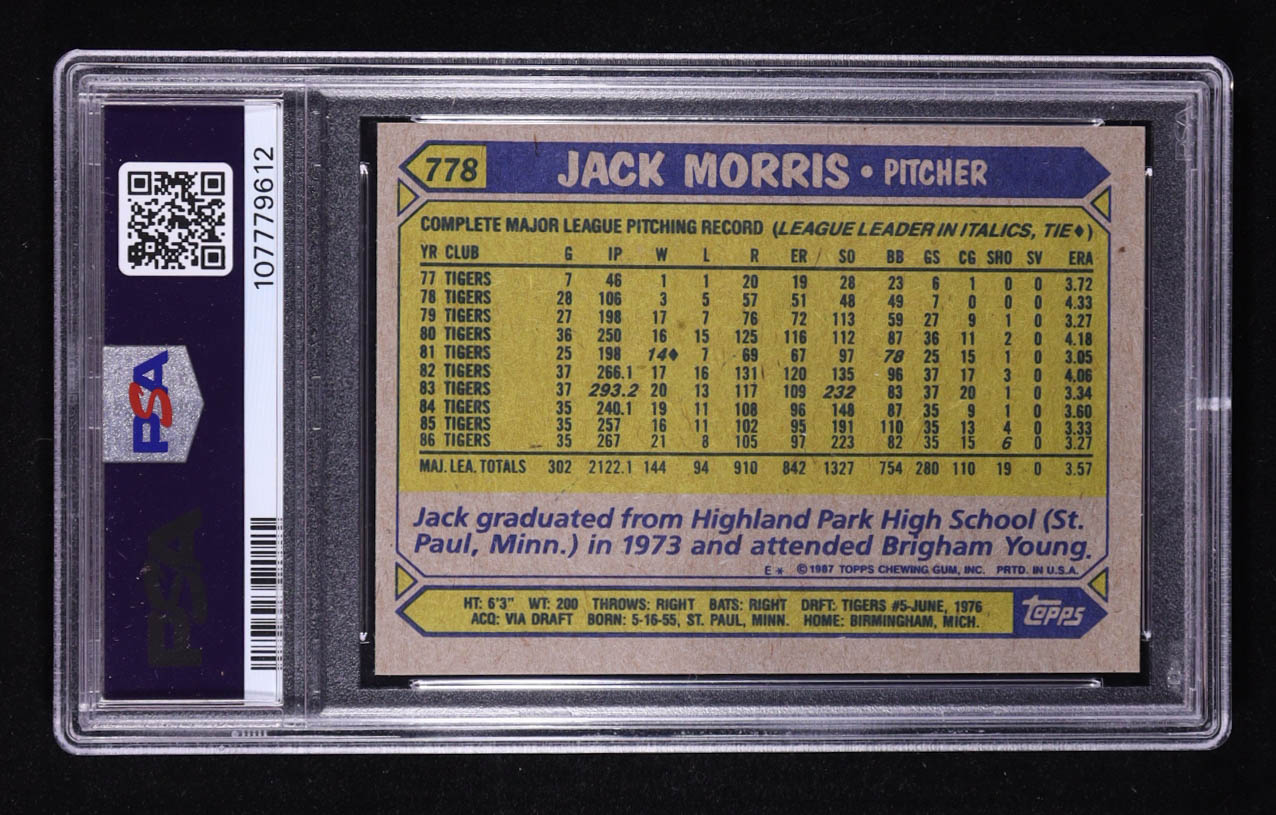 107779612
PSA
PSA
778 JACK MORRIS • PITCHER
COMPLETE MAJOR LEAGUE PITCHING RECORD (LEAGUE LEADER IN ITALICS, TIE♦)
YR CLUB G IP W L R ER SO BB GS CG SHO SV ERA
77 TIGERS 7 46 1 1 20 19 28 23 6 1 0 0 3.72
78 TIGERS 28 106 3 5 57 51 48 49 7 0 0 0 4.33
79 TIGERS 27 198 17 7 76 72 113 59 27 9 1 0 3.27
80 TIGERS 36 250 16 15 125 116 112 87 36 11 2 0 4.18
81 TIGERS 25 198 14♦ 7 69 67 97 78 25 15 1 0 3.05
82 TIGERS 37 266.1 17 16 131 120 135 96 37 17 3 0 4.06
83 TIGERS 37 293.2 20 13 117 109 232 83 37 20 1 0 3.34
84 TIGERS 35 240.1 19 11 108 96 148 87 35 9 1 0 3.60
85 TIGERS 35 257 16 11 102 95 191 110 35 13 4 0 3.33
86 TIGERS 35 267 21 8 105 97 223 82 35 15 6 0 3.27
MAJ. LEA. TOTALS 302 2122.1 144 94 910 842 1327 754 280 110 19 0 3.57
Jack graduated from Highland Park High School (St.
Paul, Minn.) in 1973 and attended Brigham Young.
E* ©1987 TOPPS CHEWING GUM, INC. PRTD. IN U.S.A.
HT: 6'3" WT: 200 THROWS: RIGHT BATS: RIGHT DRFT: TIGERS #5-JUNE, 1976
ACQ: VIA DRAFT BORN: 5-16-55, ST. PAUL, MINN. HOME: BIRMINGHAM, MICH.
topps